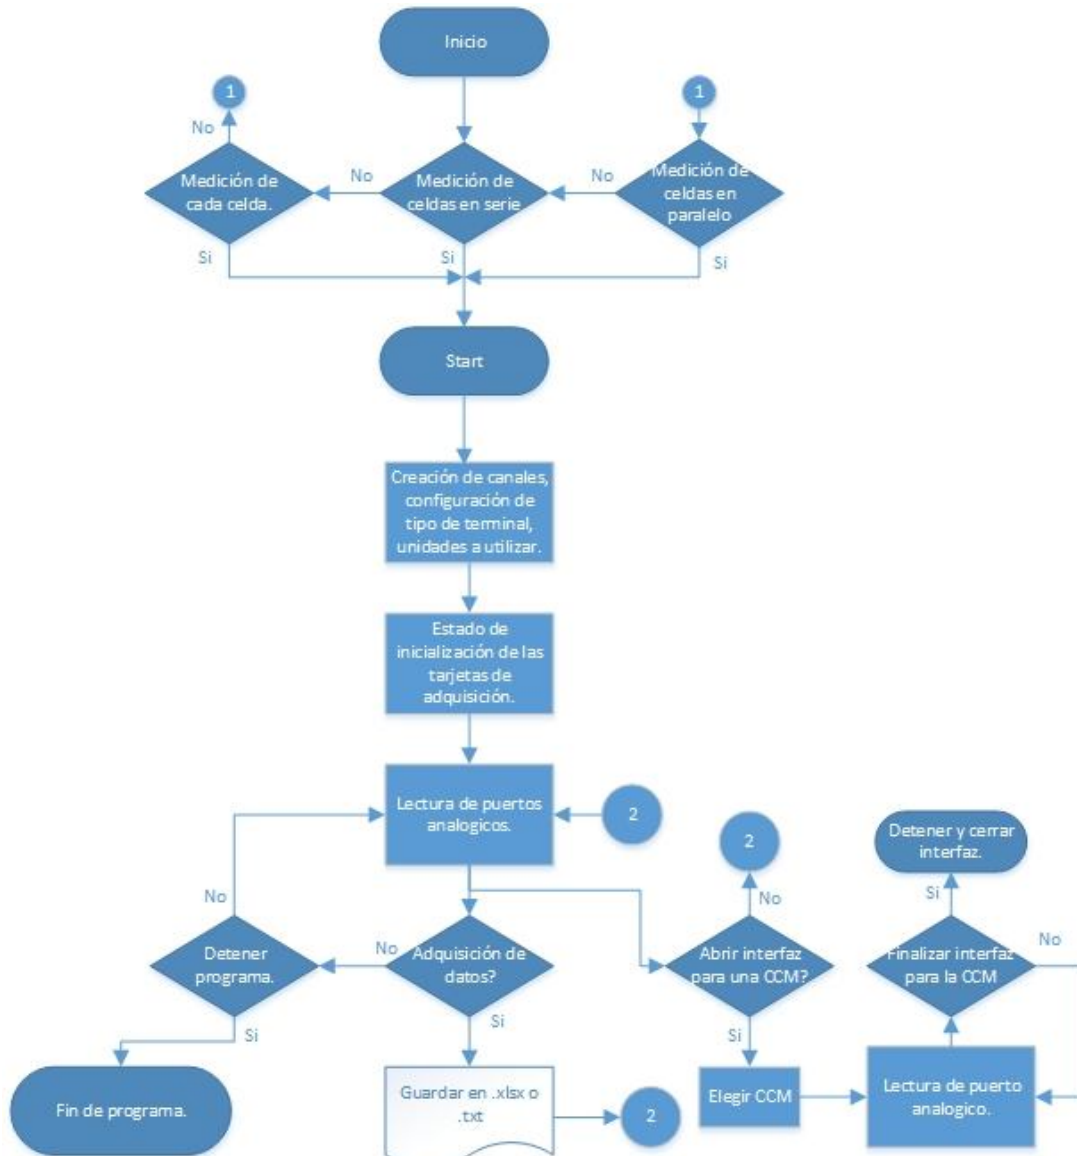 Inicio
1
1
No
Medición de
cada celda.
No
Medición de
celdas en serie
No
Medición de
celdas en
paralelo
Si
Si
Si
Start
Creación de canales,
configuración de
tipo de terminal,
unidades a utilizar.
Estado de
inicialización de las
tarjetas de
adquisición.
Lectura de puertos
analogicos.
2
2
Detener y cerrar
interfaz.
No
No
Si
Detener
programa.
No
Adquisición de
datos?
Abrir interfaz
para una CCM?
Finalizar interfaz
para la CCM
No
Si
Si
Si
Fin de programa.
Guardar en .xlsx o
.txt
2
Elegir CCM
Lectura de puerto
analogico.